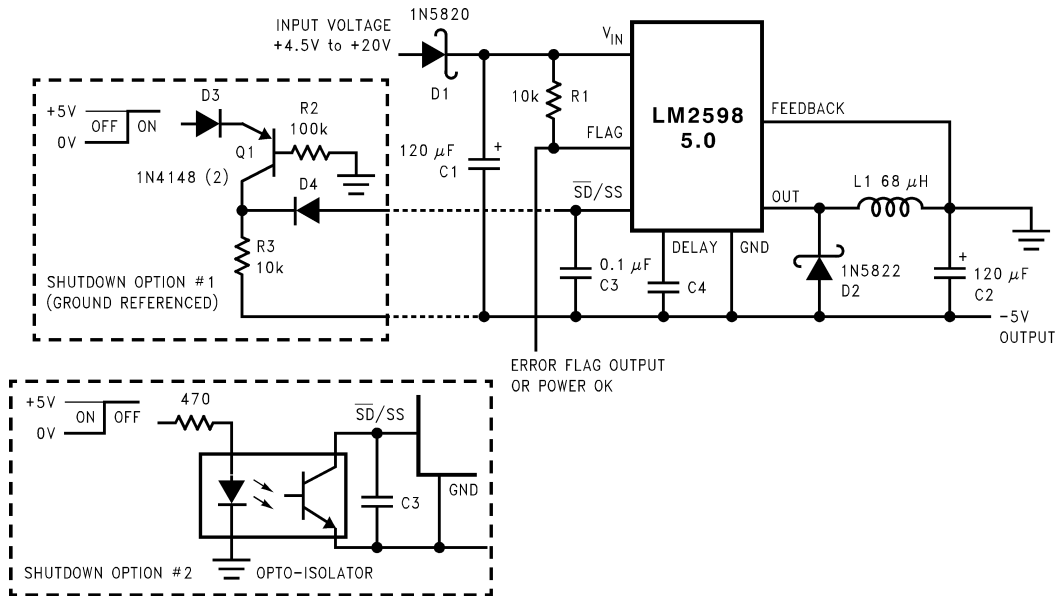 1N5820
INPUT VOLTAGE
+4.5V to +20V
D1
V_IN
10k R1
FLAG
120 µF
C1
+
LM2598
5.0
FEEDBACK
OUT
L1 68 µH
S̅D̅/SS
DELAY
GND
0.1 µF
C3
C4
1N5822
D2
+
120 µF
C2
-5V
OUTPUT
ERROR FLAG OUTPUT
OR POWER OK
+5V
0V
OFF
ON
D3
R2
100k
Q1
1N4148 (2)
D4
R3
10k
SHUTDOWN OPTION #1
(GROUND REFERENCED)
+5V
0V
ON
OFF
470
S̅D̅/SS
C3
GND
SHUTDOWN OPTION #2
OPTO-ISOLATOR